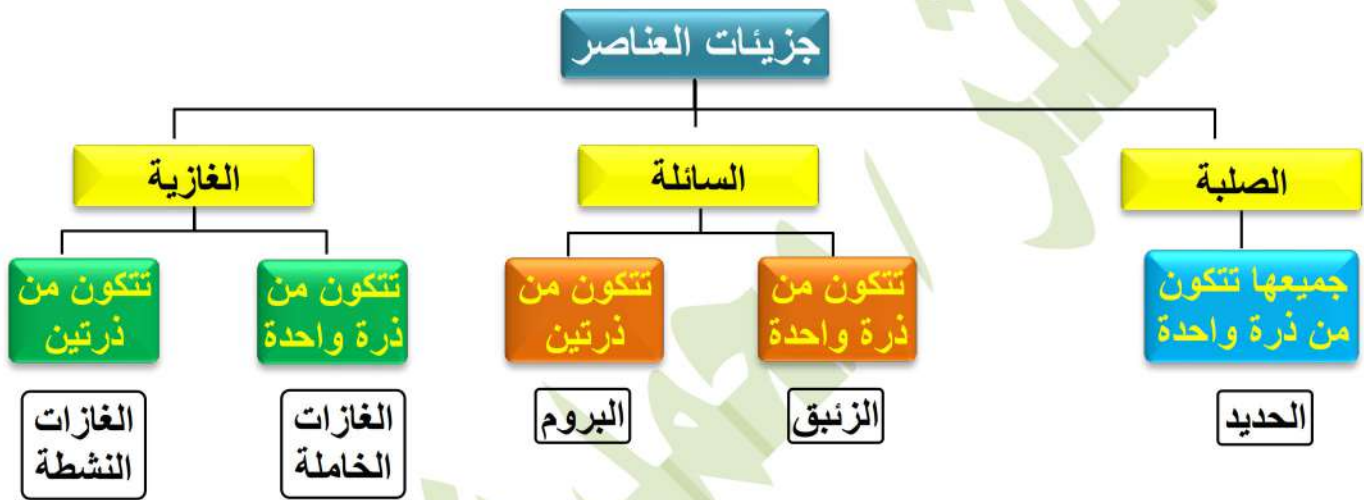 جزيئات العناصر
الصلبة
السائلة
الغازية
جميعها تتكون
من ذرة واحدة
تتكون من
ذرة واحدة
تتكون من
ذرتين
تتكون من
ذرة واحدة
تتكون من
ذرتين
الحديد
الزئبق
البروم
الغازات
الخاملة
الغازات
النشطة